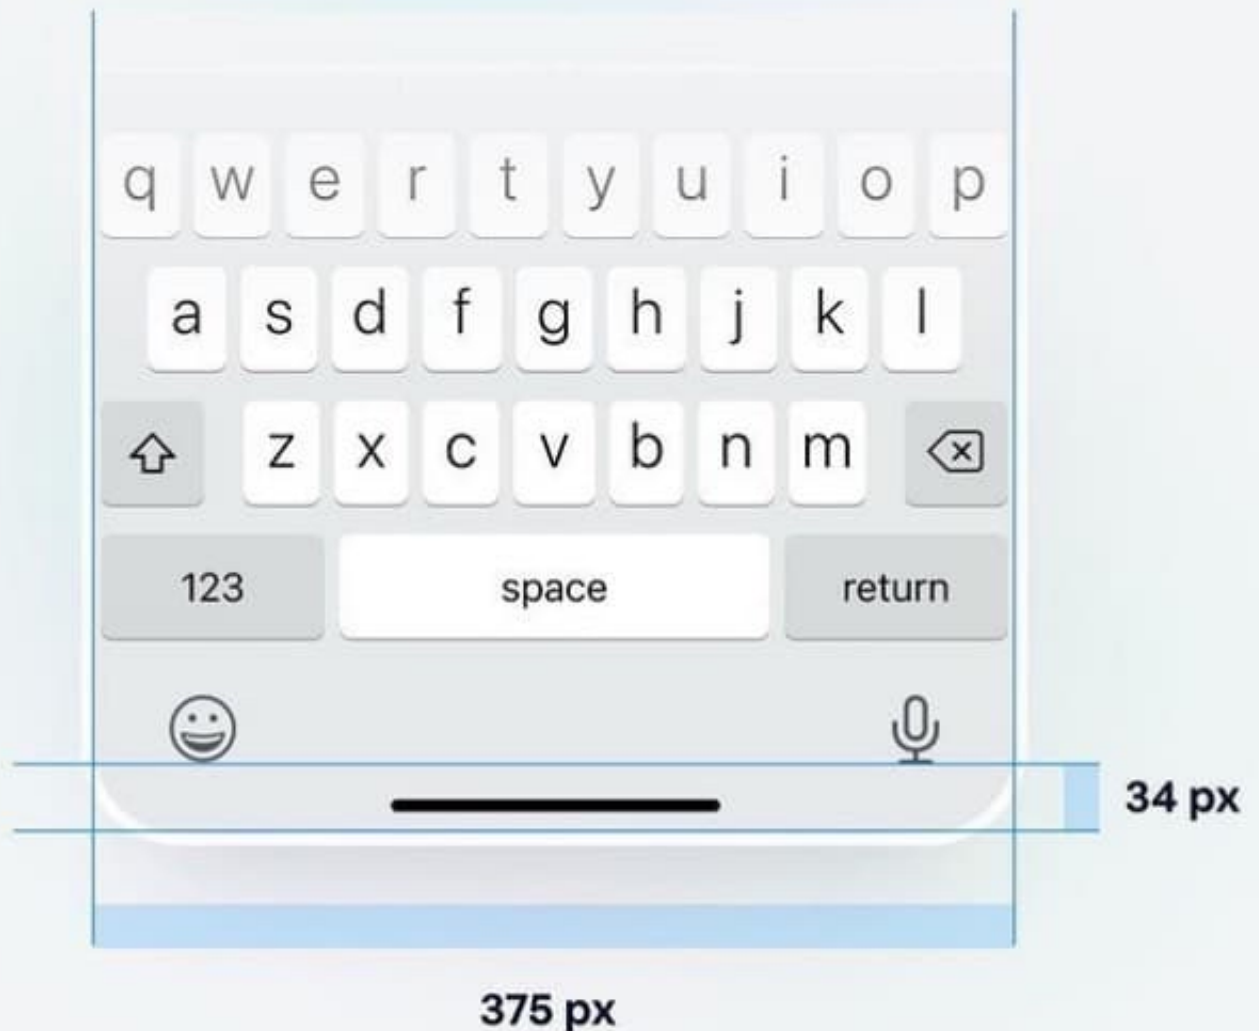 q w e r t y u i o p
a s d f g h j k l
z x c v b n m
123 space return
34 px
375 px